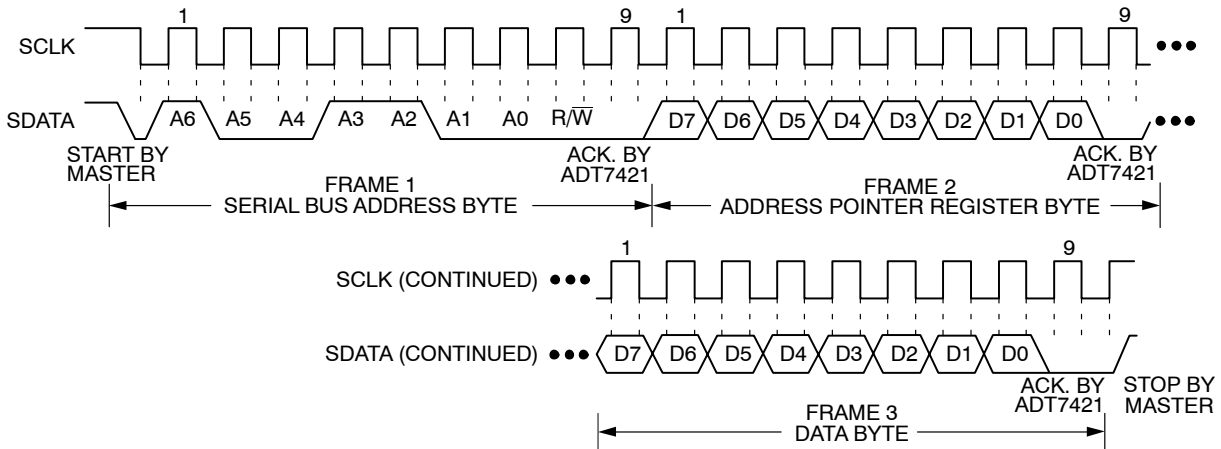 1 9 1 9
SCLK
SDATA A6 A5 A4 A3 A2 A1 A0 R/W̅ D7 D6 D5 D4 D3 D2 D1 D0
START BY MASTER
ACK. BY ADT7421
ACK. BY ADT7421
FRAME 1
SERIAL BUS ADDRESS BYTE
FRAME 2
ADDRESS POINTER REGISTER BYTE
1 9
SCLK (CONTINUED)
SDATA (CONTINUED) D7 D6 D5 D4 D3 D2 D1 D0
ACK. BY ADT7421
STOP BY MASTER
FRAME 3
DATA BYTE